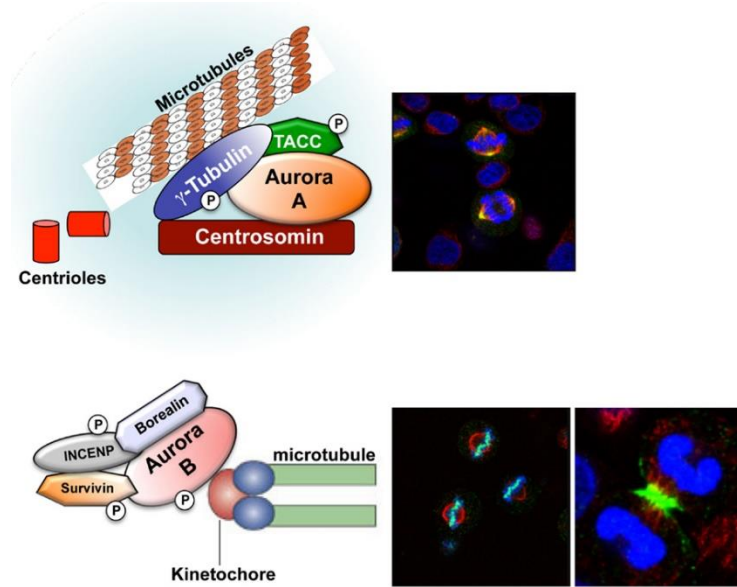 Microtubules
P
TACC
γ-Tubulin
Aurora
A
P
Centrosomin
Centrioles
Borealin
P
INCENP
Aurora
B
microtubule
Survivin
P
P
Kinetochore